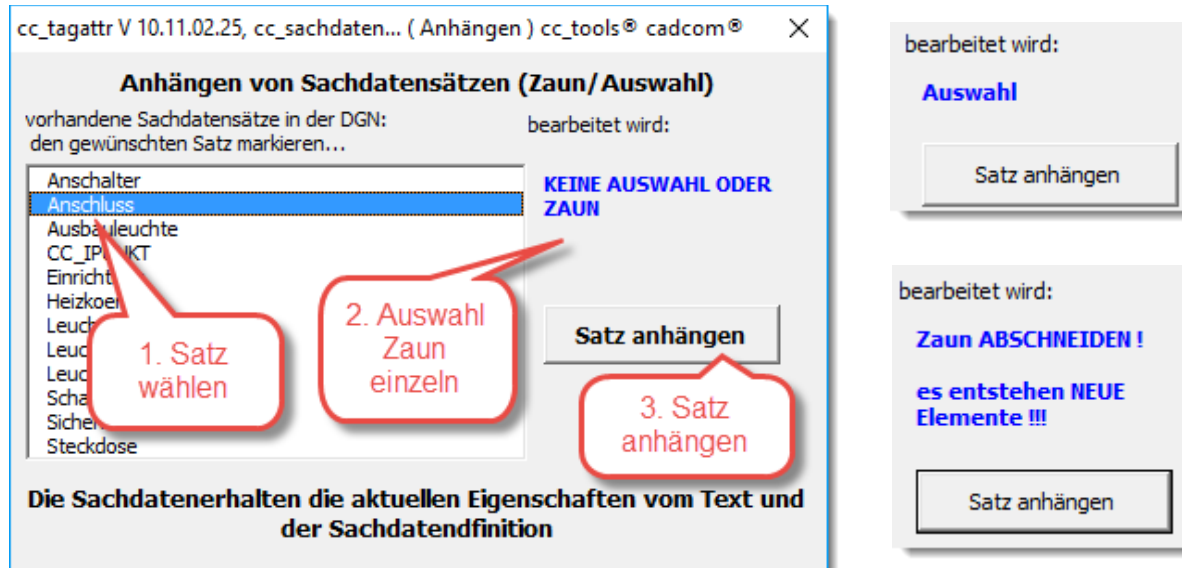 cc_tagattr V 10.11.02.25, cc_sachdaten... ( Anhängen ) cc_tools® cadcom®
Anhängen von Sachdatensätzen (Zaun/Auswahl)
vorhandene Sachdatensätze in der DGN:
den gewünschten Satz markieren...
bearbeitet wird:
Anschalter
Anschluss
Ausbauleuchte
KEINE AUSWAHL ODER
ZAUN
Steckdose
1. Satz
wählen
2. Auswahl
Zaun
einzeln
Satz anhängen
3. Satz
anhängen
Die Sachdatenerhalten die aktuellen Eigenschaften vom Text und
der Sachdatendfinition
bearbeitet wird:
Auswahl
Satz anhängen
bearbeitet wird:
Zaun ABSCHNEIDEN !
es entstehen NEUE
Elemente !!!
Satz anhängen